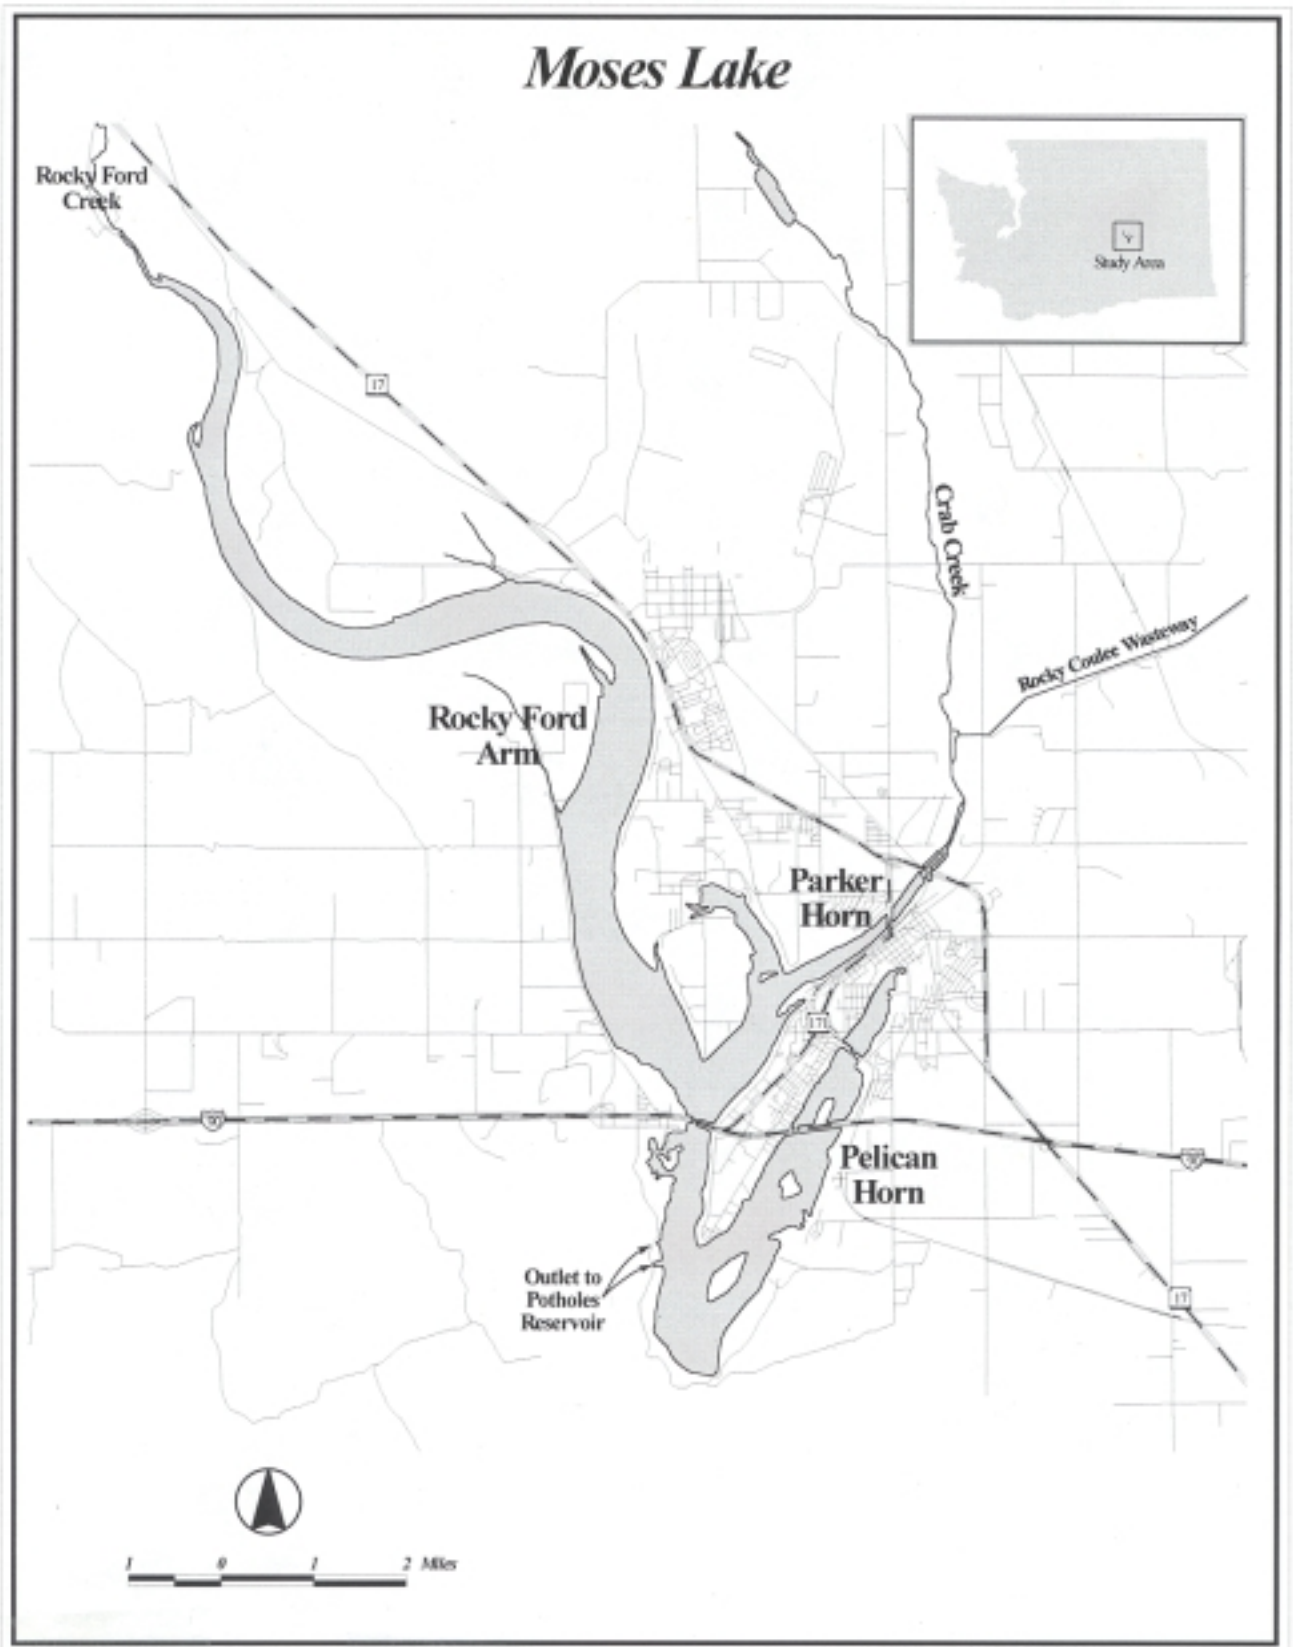 Moses Lake
Rocky Ford
Creek
Study Area
17
Crab Creek
Rocky Coulee Wasteway
Rocky Ford
Arm
Parker
Horn
171
90
90
Pelican
Horn
Outlet to
Potholes
Reservoir
17
1 0 1 2 Miles